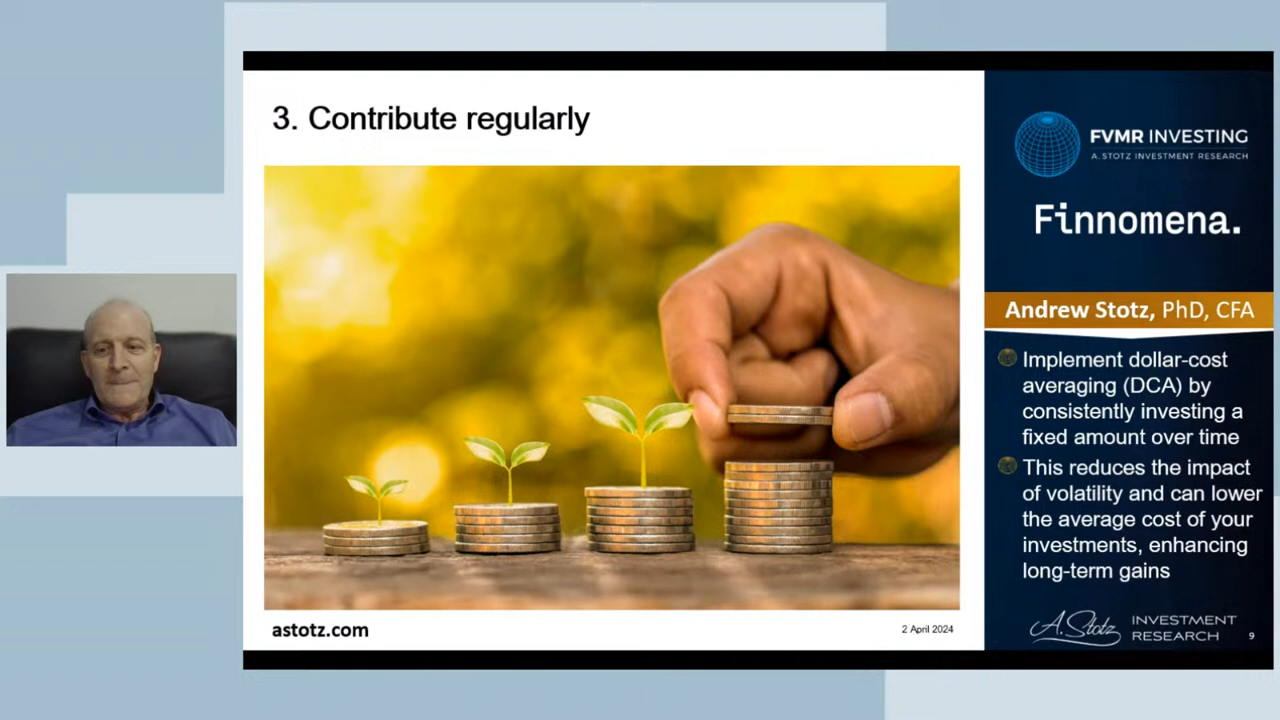 3. Contribute regularly
FVMR INVESTING
A.STOTZ INVESTMENT RESEARCH
Finnomena.
Andrew Stotz, PhD, CFA
Implement dollar-cost
averaging (DCA) by
consistently investing a
fixed amount over time
This reduces the impact
of volatility and can lower
the average cost of your
investments, enhancing
long-term gains
astotz.com
2 April 2024
A.Stotz
INVESTMENT
RESEARCH
9